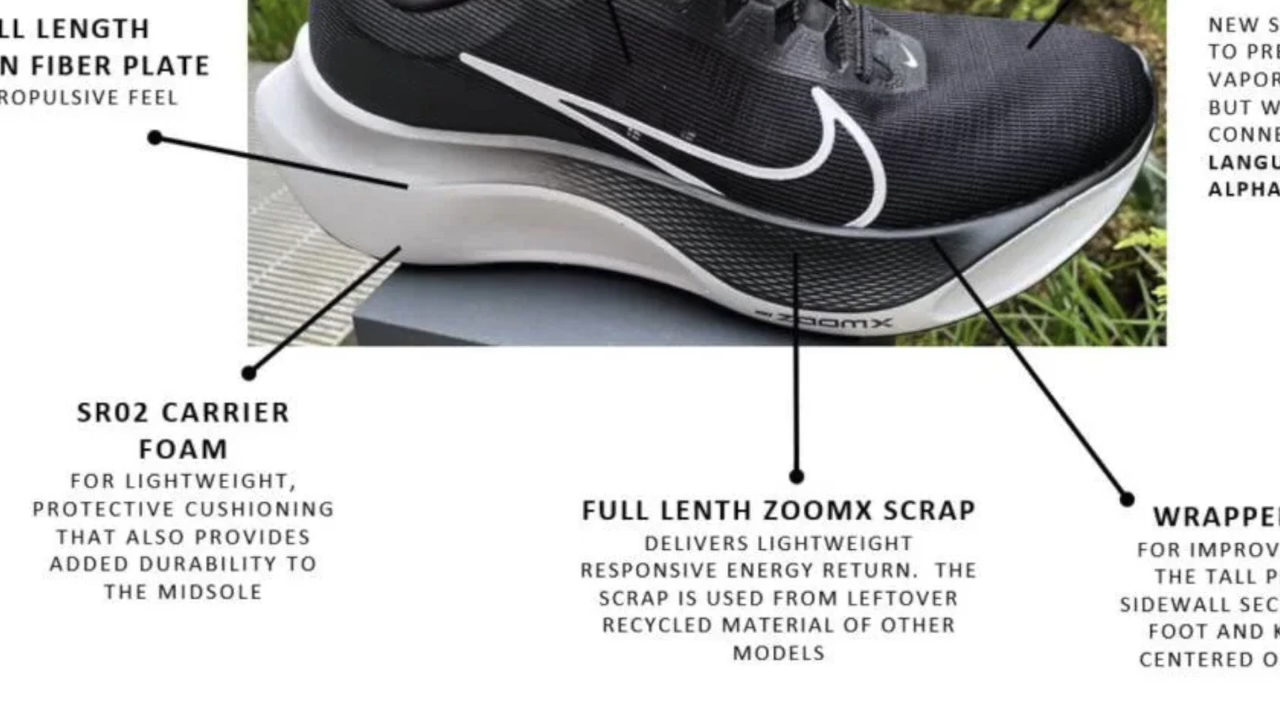 LL LENGTH
N FIBER PLATE
ROPULSIVE FEEL
NEW S
TO PRE
VAPOR
BUT W
CONNE
LANGU
ALPHA
ZOOMX
SR02 CARRIER
FOAM
FOR LIGHTWEIGHT,
PROTECTIVE CUSHIONING
THAT ALSO PROVIDES
ADDED DURABILITY TO
THE MIDSOLE
FULL LENTH ZOOMX SCRAP
DELIVERS LIGHTWEIGHT
RESPONSIVE ENERGY RETURN. THE
SCRAP IS USED FROM LEFTOVER
RECYCLED MATERIAL OF OTHER
MODELS
WRAPPE
FOR IMPROV
THE TALL P
SIDEWALL SEC
FOOT AND K
CENTERED O